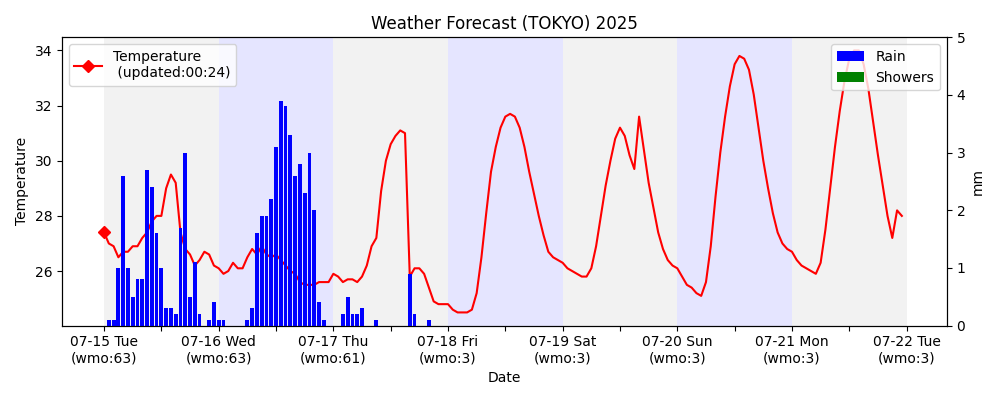 Weather Forecast (TOKYO) 2025
Temperature
(updated:00:24)
Rain
Showers
34
32
30
28
26
Temperature
5
4
3
2
1
0
mm
07-15 Tue
(wmo:63)
07-16 Wed
(wmo:63)
07-17 Thu
(wmo:61)
07-18 Fri
(wmo:3)
07-19 Sat
(wmo:3)
07-20 Sun
(wmo:3)
07-21 Mon
(wmo:3)
07-22 Tue
(wmo:3)
Date